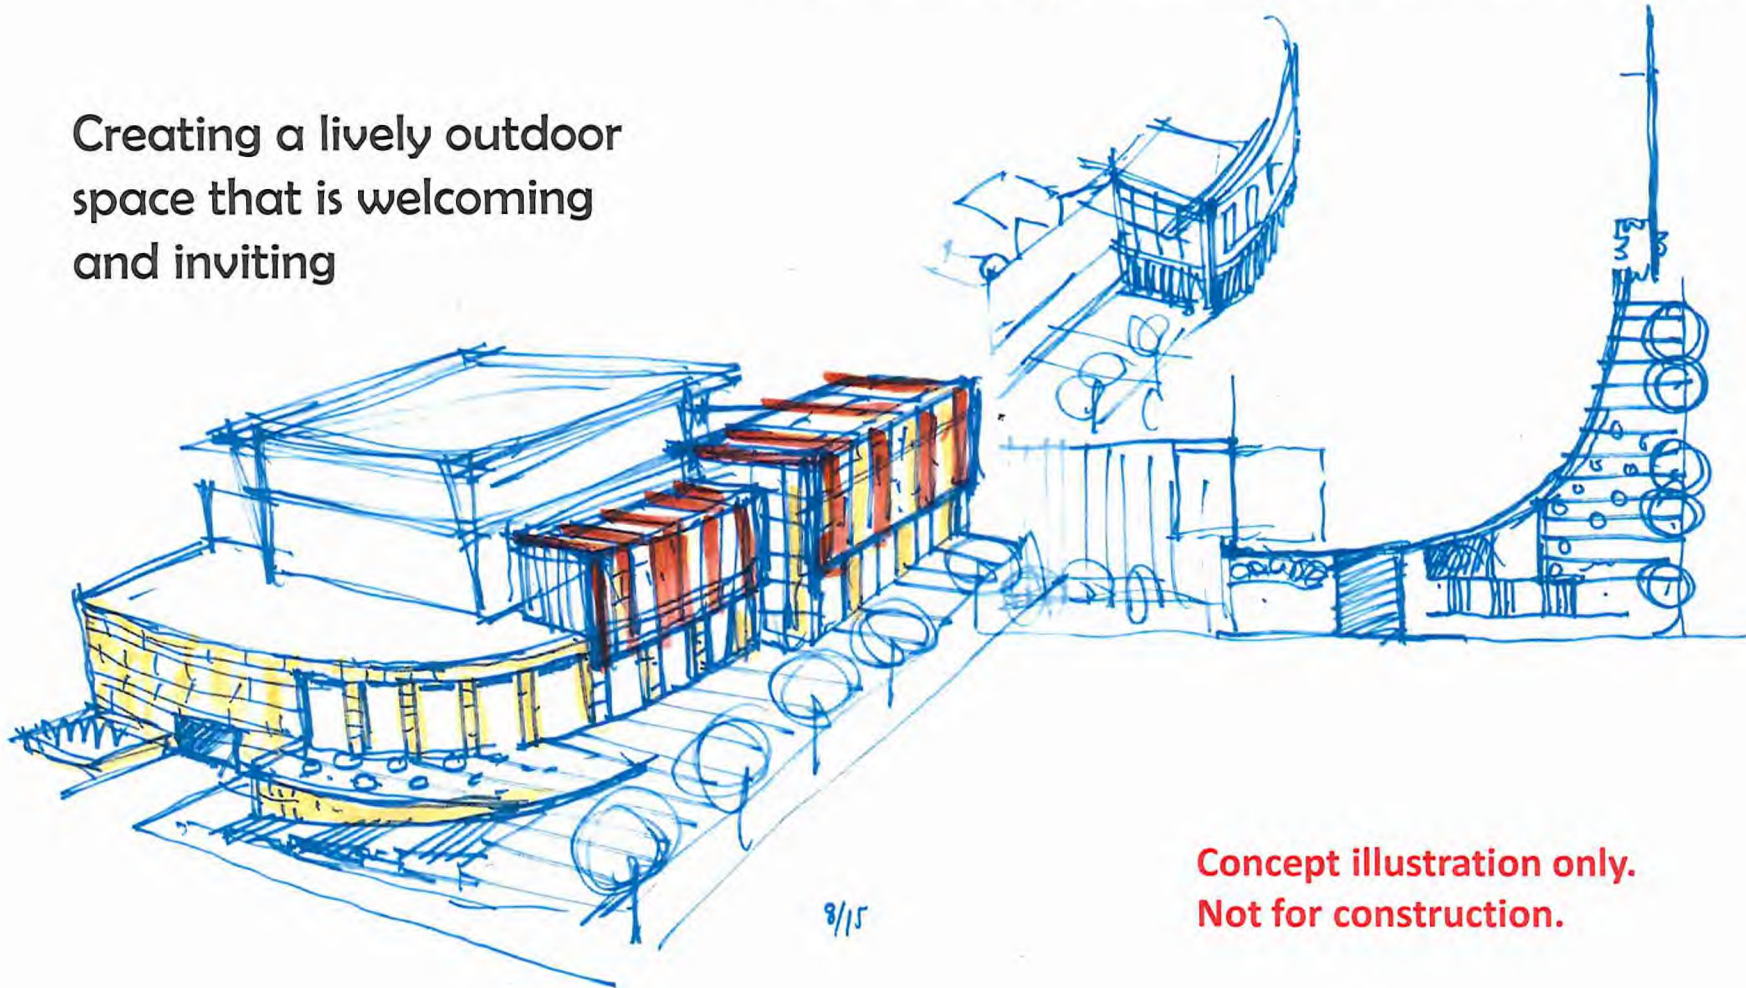 Creating a lively outdoor
space that is welcoming
and inviting
8/15
Concept illustration only.
Not for construction.